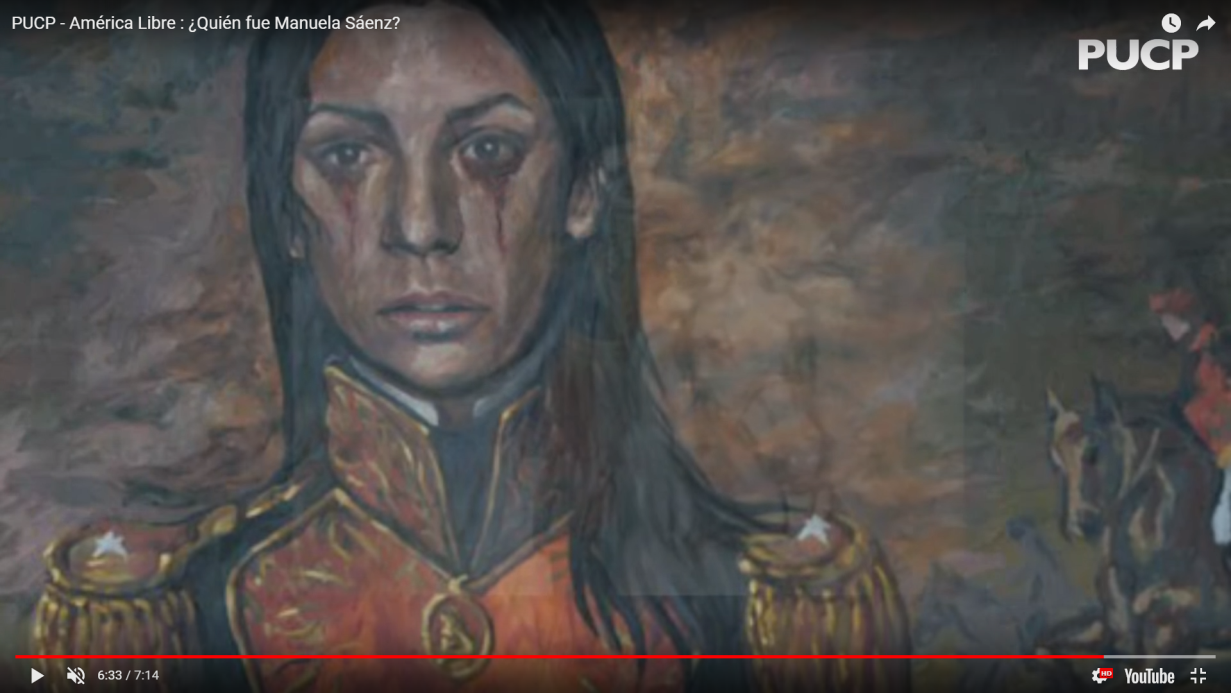 PUCP - América Libre : ¿Quién fue Manuela Sáenz?
PUCP
6:33 / 7:14
HD
YouTube